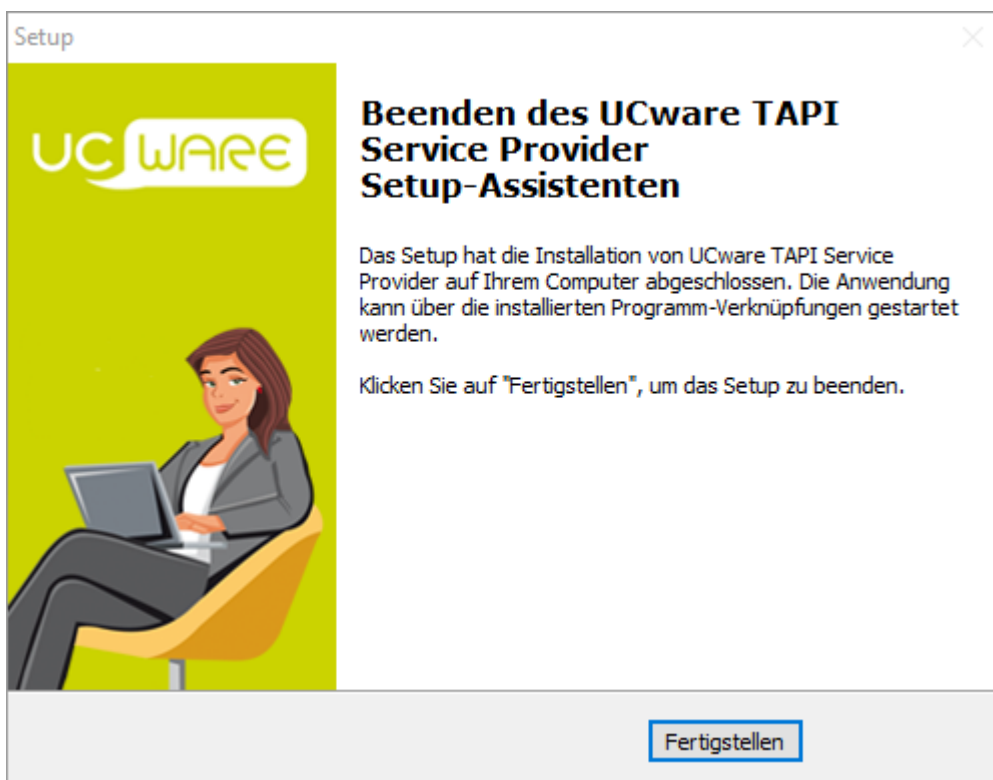 Setup
UC WARE
Beenden des UCware TAPI
Service Provider
Setup-Assistenten
Das Setup hat die Installation von UCware TAPI Service
Provider auf Ihrem Computer abgeschlossen. Die Anwendung
kann über die installierten Programm-Verknüpfungen gestartet
werden.
Klicken Sie auf "Fertigstellen", um das Setup zu beenden.
Fertigstellen